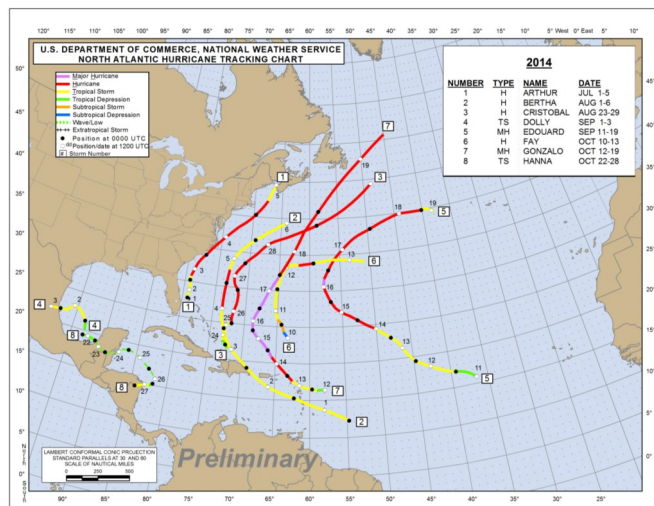 120° 115° 110° 105° 100° 95° 90° 85° 80° 75° 70° 65° 60° 55° 50° 45° 40° 35° 30° 25° 20° 15° 10° 5° West 0° East 5° 10°
U.S. DEPARTMENT OF COMMERCE, NATIONAL WEATHER SERVICE
NORTH ATLANTIC HURRICANE TRACKING CHART
Major Hurricane
Hurricane
Tropical Storm
Tropical Depression
Subtropical Storm
Subtropical Depression
Wave/Low
Extratropical Storm
Position at 0000 UTC
Position/date at 1200 UTC
# Storm Number
2014
NUMBER TYPE NAME DATE
1 H ARTHUR JUL 1-5
2 H BERTHA AUG 1-6
3 H CRISTOBAL AUG 23-29
4 TS DOLLY SEP 1-3
5 MH EDOUARD SEP 11-19
6 H FAY OCT 10-13
7 MH GONZALO OCT 12-19
8 TS HANNA OCT 22-28
LAMBERT CONFORMAL CONIC PROJECTION
STANDARD PARALLELS AT 30 AND 60
SCALE OF NAUTICAL MILES
0 250 500
Preliminary
North
South
90° 85° 80° 75° 70° 65° 60° 55° 50° 45° 40° 35°